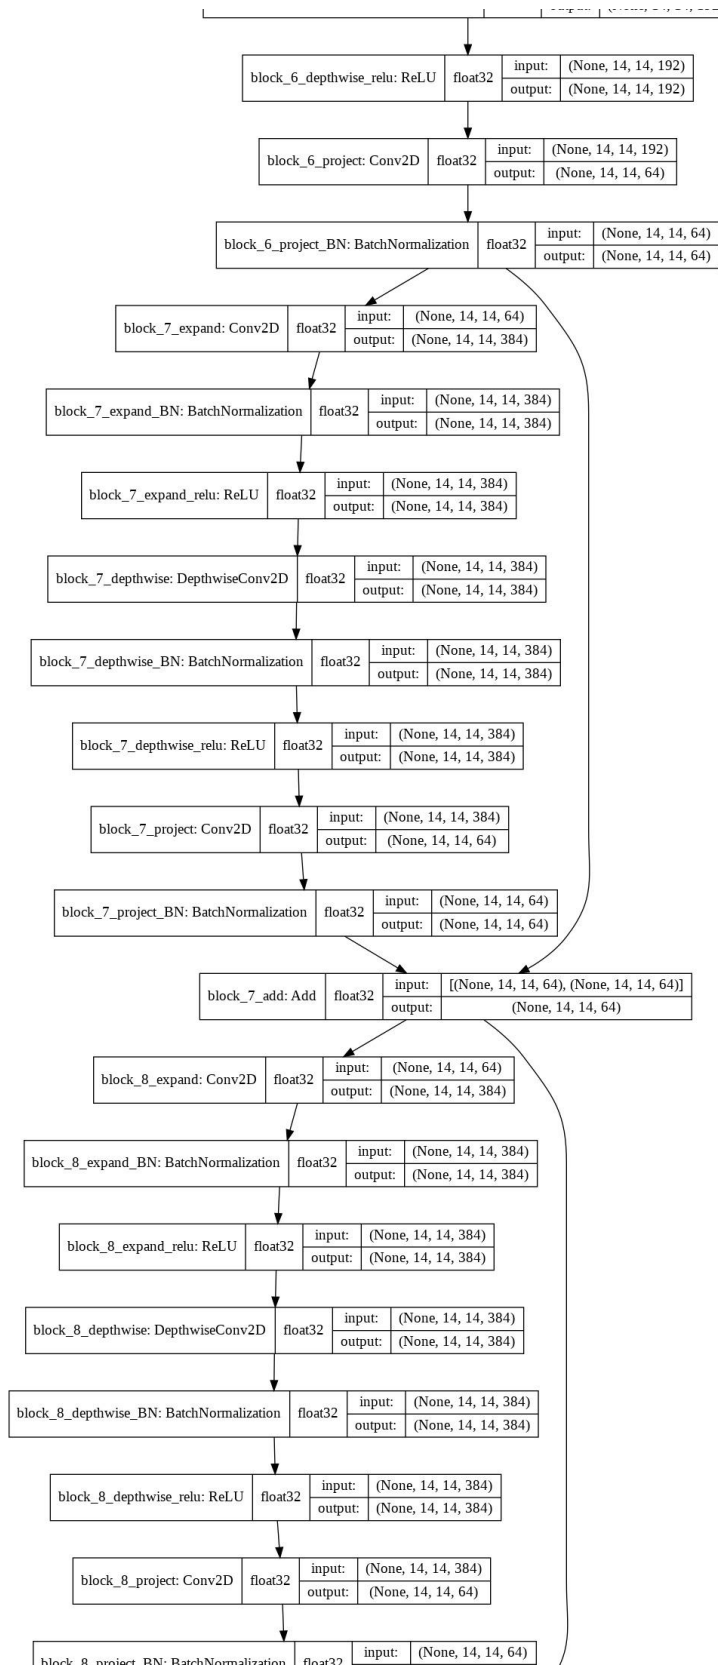 block_6_depthwise_relu: ReLU float32 input: (None, 14, 14, 192)
output: (None, 14, 14, 192)
block_6_project: Conv2D float32 input: (None, 14, 14, 192)
output: (None, 14, 14, 64)
block_6_project_BN: BatchNormalization float32 input: (None, 14, 14, 64)
output: (None, 14, 14, 64)
block_7_expand: Conv2D float32 input: (None, 14, 14, 64)
output: (None, 14, 14, 384)
block_7_expand_BN: BatchNormalization float32 input: (None, 14, 14, 384)
output: (None, 14, 14, 384)
block_7_expand_relu: ReLU float32 input: (None, 14, 14, 384)
output: (None, 14, 14, 384)
block_7_depthwise: DepthwiseConv2D float32 input: (None, 14, 14, 384)
output: (None, 14, 14, 384)
block_7_depthwise_BN: BatchNormalization float32 input: (None, 14, 14, 384)
output: (None, 14, 14, 384)
block_7_depthwise_relu: ReLU float32 input: (None, 14, 14, 384)
output: (None, 14, 14, 384)
block_7_project: Conv2D float32 input: (None, 14, 14, 384)
output: (None, 14, 14, 64)
block_7_project_BN: BatchNormalization float32 input: (None, 14, 14, 64)
output: (None, 14, 14, 64)
block_7_add: Add float32 input: [(None, 14, 14, 64), (None, 14, 14, 64)]
output: (None, 14, 14, 64)
block_8_expand: Conv2D float32 input: (None, 14, 14, 64)
output: (None, 14, 14, 384)
block_8_expand_BN: BatchNormalization float32 input: (None, 14, 14, 384)
output: (None, 14, 14, 384)
block_8_expand_relu: ReLU float32 input: (None, 14, 14, 384)
output: (None, 14, 14, 384)
block_8_depthwise: DepthwiseConv2D float32 input: (None, 14, 14, 384)
output: (None, 14, 14, 384)
block_8_depthwise_BN: BatchNormalization float32 input: (None, 14, 14, 384)
output: (None, 14, 14, 384)
block_8_depthwise_relu: ReLU float32 input: (None, 14, 14, 384)
output: (None, 14, 14, 384)
block_8_project: Conv2D float32 input: (None, 14, 14, 384)
output: (None, 14, 14, 64)
block_8_project_BN: BatchNormalization float32 input: (None, 14, 14, 64)